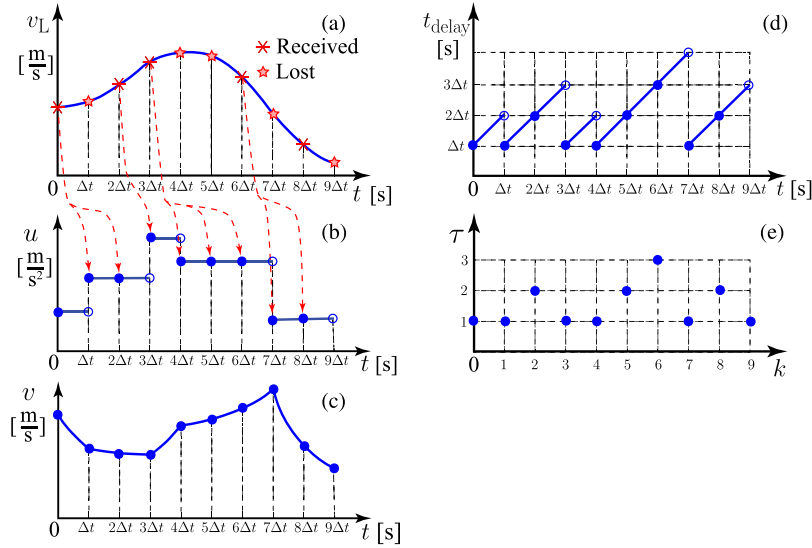 v_L
[m/s]
(a)
Received
Lost
0 Δt 2Δt 3Δt 4Δt 5Δt 6Δt 7Δt 8Δt 9Δt t [s]
u
[m/s²]
(b)
0 Δt 2Δt 3Δt 4Δt 5Δt 6Δt 7Δt 8Δt 9Δt t [s]
v
[m/s]
(c)
0 Δt 2Δt 3Δt 4Δt 5Δt 6Δt 7Δt 8Δt 9Δt t [s]
t_delay
[s]
(d)
3Δt
2Δt
Δt
0 Δt 2Δt 3Δt 4Δt 5Δt 6Δt 7Δt 8Δt 9Δt t [s]
τ
(e)
3
2
1
0 1 2 3 4 5 6 7 8 9
k